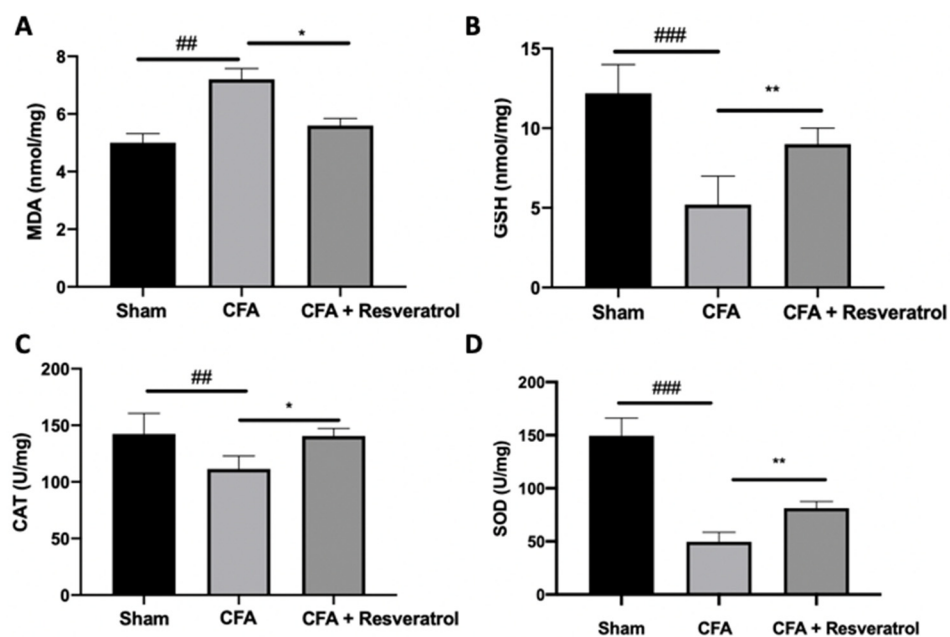 A
MDA (nmol/mg)
8
6
4
2
0
##
*
Sham CFA CFA + Resveratrol
B
GSH (nmol/mg)
15
10
5
0
###
**
Sham CFA CFA + Resveratrol
C
CAT (U/mg)
200
150
100
50
0
##
*
Sham CFA CFA + Resveratrol
D
SOD (U/mg)
200
150
100
50
0
###
**
Sham CFA CFA + Resveratrol